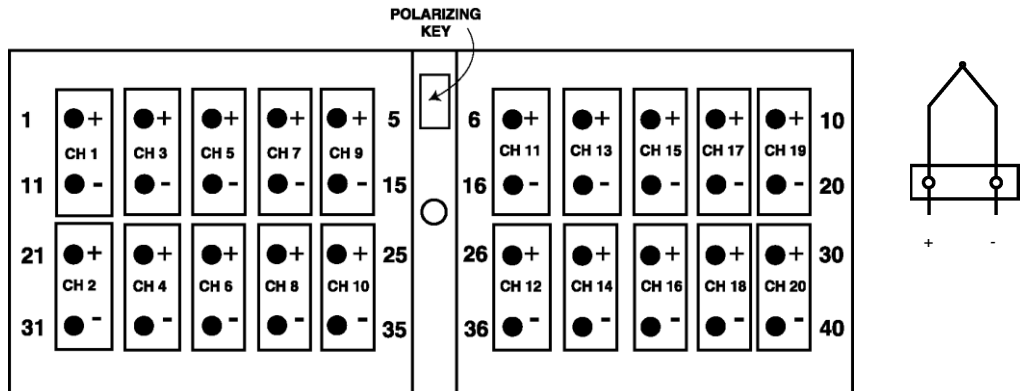 POLARIZING
KEY
1 + + + + + 5 6 + + + + + 10
CH 1 CH 3 CH 5 CH 7 CH 9 CH 11 CH 13 CH 15 CH 17 CH 19
11 - - - - - 15 16 - - - - - 20
21 + + + + + 25 26 + + + + + 30
CH 2 CH 4 CH 6 CH 8 CH 10 CH 12 CH 14 CH 16 CH 18 CH 20
31 - - - - - 35 36 - - - - - 40
+ -